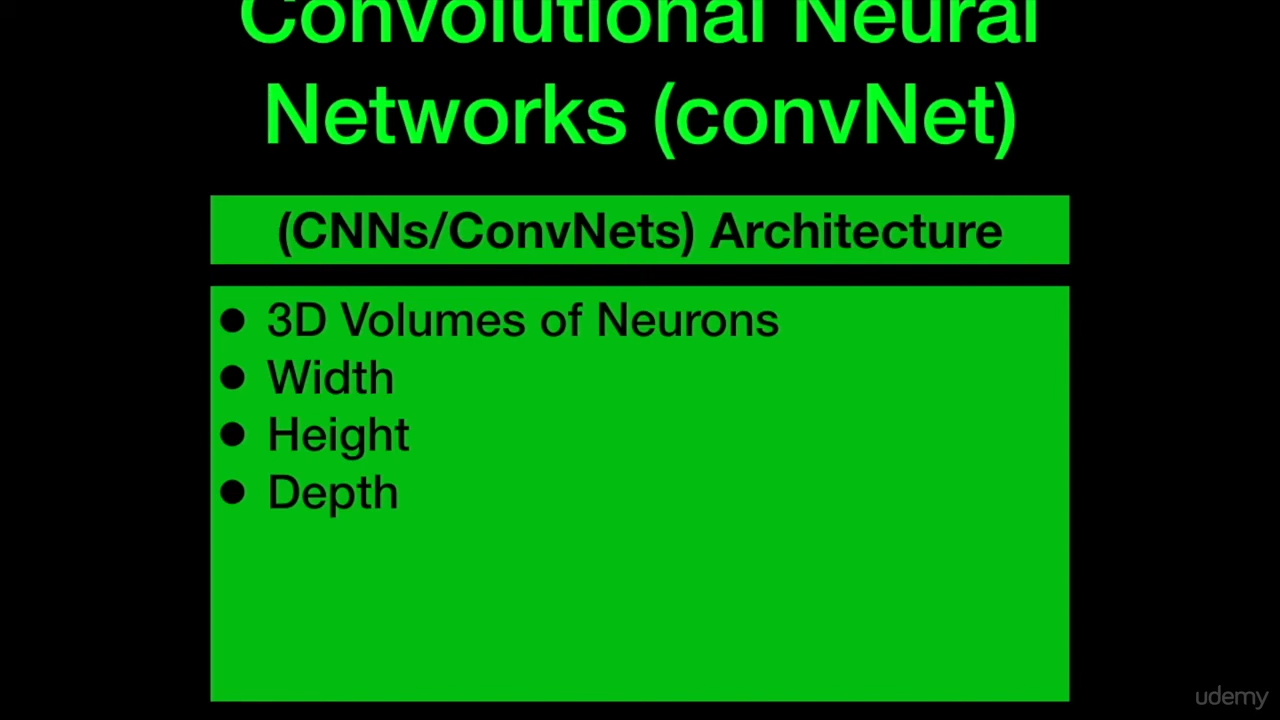 Convolutional Neural
Networks (convNet)
(CNNs/ConvNets) Architecture
● 3D Volumes of Neurons
● Width
● Height
● Depth
udemy